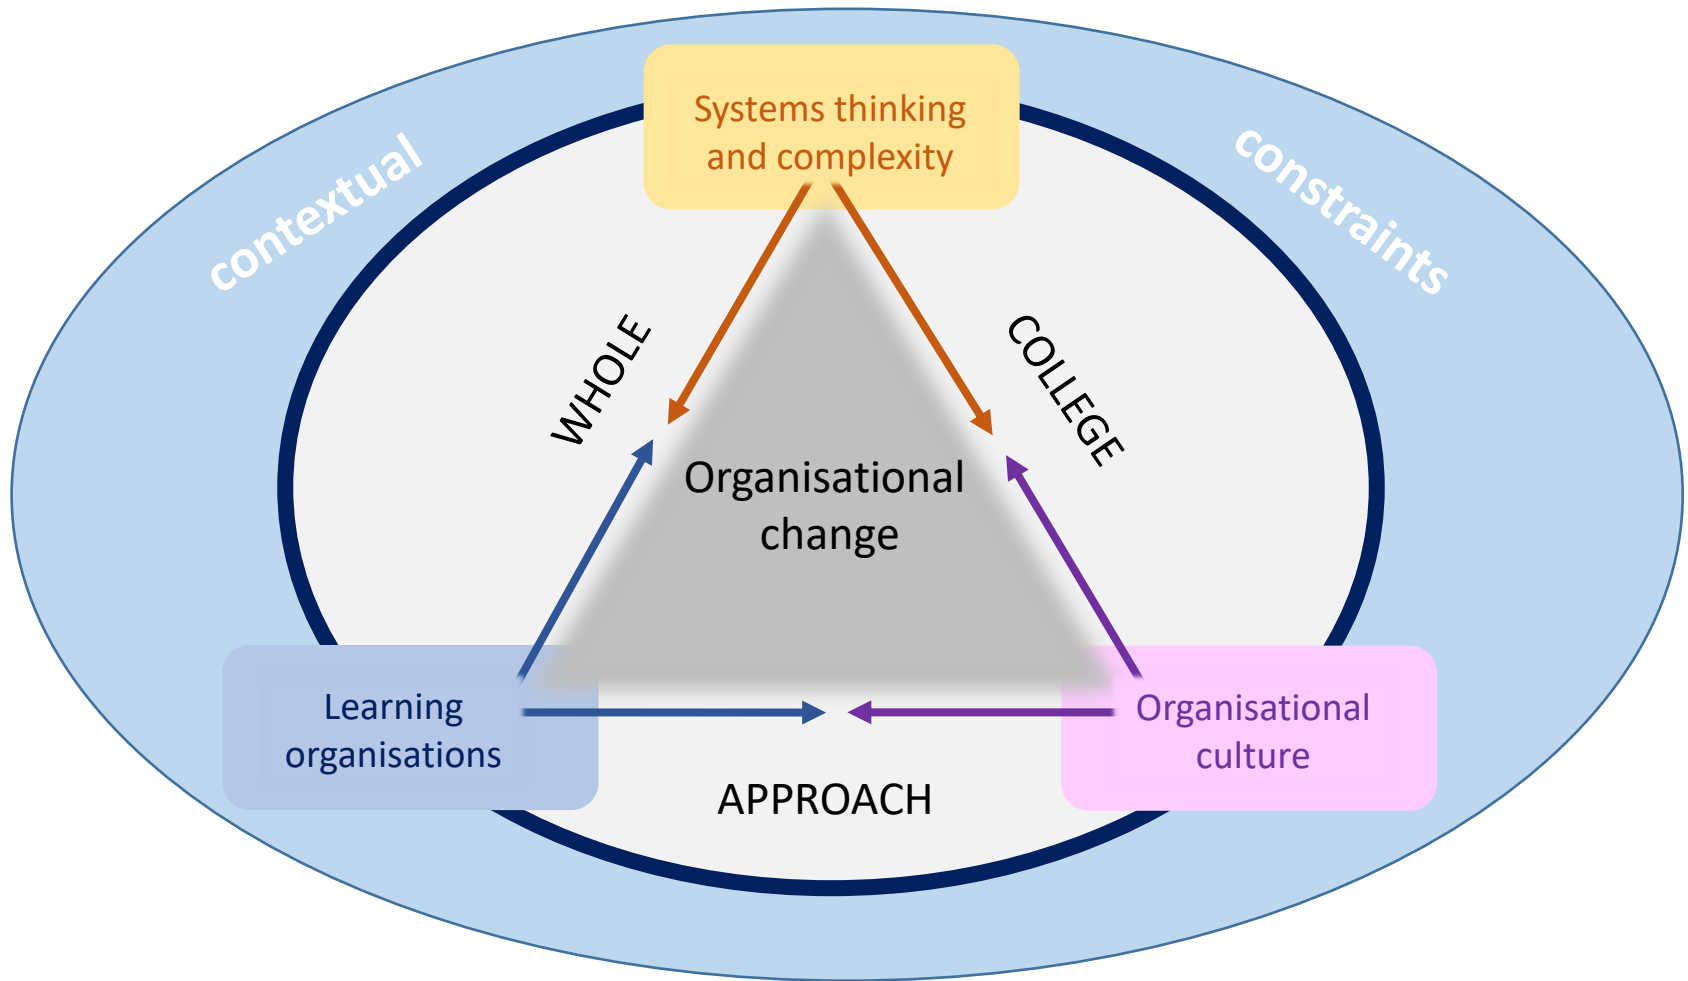 Systems thinking
and complexity
contextual
constraints
WHOLE
COLLEGE
Organisational
change
Learning
organisations
Organisational
culture
APPROACH